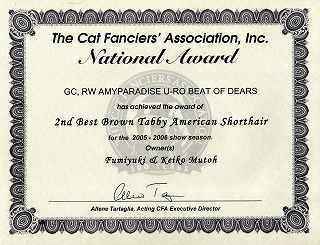 The Cat Fanciers' Association, Inc.
National Award
GC, RW AMYPARADISE U-RO BEAT OF DEARS
has achieved the award of
2nd Best Brown Tabby American Shorthair
for the 2005 - 2006 show season.
Owner(s)
Fumiyuki & Keiko Mutoh
Allene Tartaglia, Acting CFA Executive Director